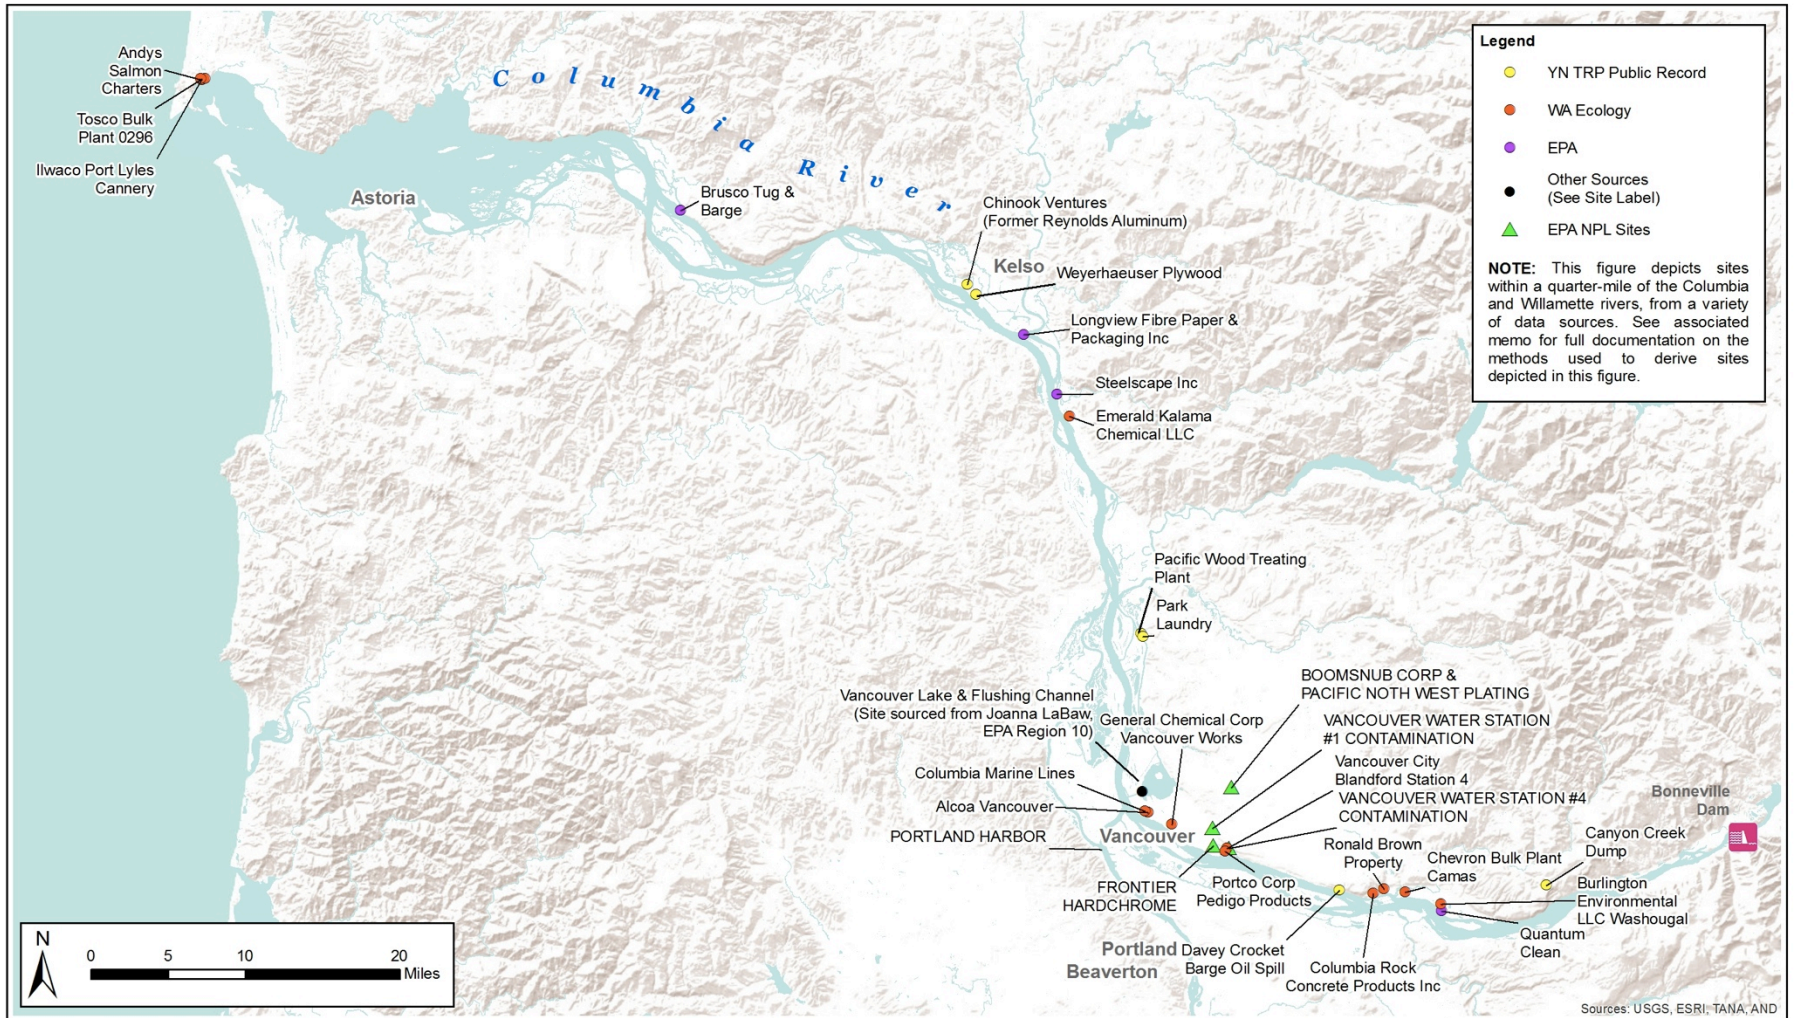 Andys
Salmon
Charters
Tosco Bulk
Plant 0296
Ilwaco Port Lyles
Cannery
Astoria
Columbia River
Brusco Tug &
Barge
Chinook Ventures
(Former Reynolds Aluminum)
Kelso
Weyerhaeuser Plywood
Longview Fibre Paper &
Packaging Inc
Steelscape Inc
Emerald Kalama
Chemical LLC
Pacific Wood Treating
Plant
Park
Laundry
BOOMSNUB CORP &
PACIFIC NOTH WEST PLATING
Vancouver Lake & Flushing Channel
(Site sourced from Joanna LaBaw,
EPA Region 10)
General Chemical Corp
Vancouver Works
VANCOUVER WATER STATION
#1 CONTAMINATION
Columbia Marine Lines
Alcoa Vancouver
PORTLAND HARBOR
Vancouver
Vancouver City
Blandford Station 4
VANCOUVER WATER STATION #4
CONTAMINATION
Ronald Brown
Property
Chevron Bulk Plant
Camas
Canyon Creek
Dump
Bonneville
Dam
FRONTIER
HARDCHROME
Portco Corp
Pedigo Products
Burlington
Environmental
LLC Washougal
Quantum
Clean
Portland
Beaverton
Davey Crocket
Barge Oil Spill
Columbia Rock
Concrete Products Inc
Legend
YN TRP Public Record
WA Ecology
EPA
Other Sources
(See Site Label)
EPA NPL Sites
NOTE: This figure depicts sites
within a quarter-mile of the Columbia
and Willamette rivers, from a variety
of data sources. See associated
memo for full documentation on the
methods used to derive sites
depicted in this figure.
N
0 5 10 20
Miles
Sources: USGS, ESRI, TANA, AND